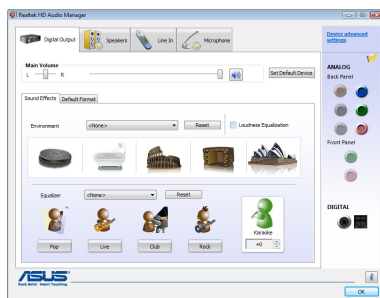 Realtek HD Audio Manager
Digital Output
Speakers
Line In
Microphone
Device advanced settings
Main Volume
L
R
Set Default Device
Sound Effects
Default Format
ANALOG
Back Panel
Environment
<None>
Reset
Loudness Equalization
Front Panel
Equalizer
<None>
Reset
Pop
Live
Club
Rock
Karaoke
+0
DIGITAL
ASUS
Rock Solid · Heart Touching
OK